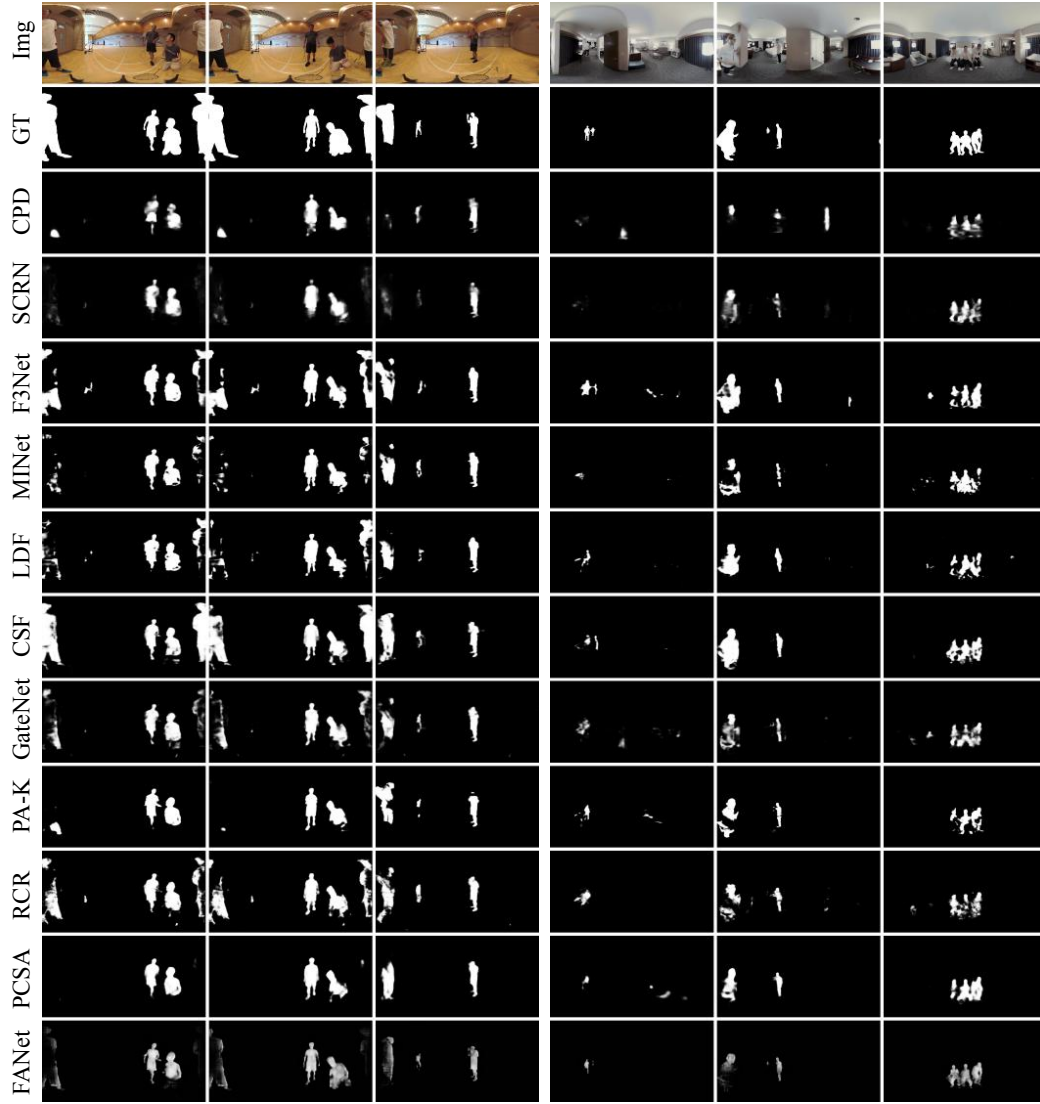 Img
GT
CPD
SCRN
F3Net
MINet
LDF
CSF
GateNet
PA-K
RCR
PCSA
FANet